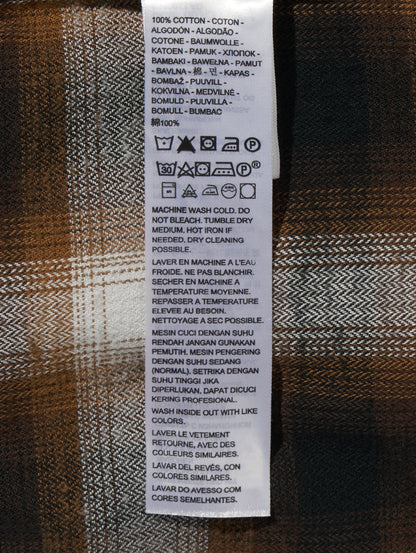 100% COTTON - COTON -
ALGODÓN - ALGODÃO -
COTONE - BAUMWOLLE -
KATOEN - PAMUK - ХЛОПОК -
BAMBAKI - BAWEŁNA - PAMUT
- BAVLNA - 棉 - 면 - KAPAS -
BOMBAŽ - PUUVILL -
KOKVILNA - MEDVILNĖ -
BOMULD - PUUVILLA -
BOMULL - BUMBAC
綿100%
30 P ®
MACHINE WASH COLD. DO
NOT BLEACH. TUMBLE DRY
MEDIUM. HOT IRON IF
NEEDED. DRY CLEANING
POSSIBLE.
LAVER EN MACHINE A L'EAU
FROIDE. NE PAS BLANCHIR.
SECHER EN MACHINE A
TEMPERATURE MOYENNE.
REPASSER A TEMPERATURE
ELEVEE AU BESOIN.
NETTOYAGE A SEC POSSIBLE.
MESIN CUCI DENGAN SUHU
RENDAH JANGAN GUNAKAN
PEMUTIH. MESIN PENGERING
DENGAN SUHU SEDANG
(NORMAL). SETRIKA DENGAN
SUHU TINGGI JIKA
DIPERLUKAN, DAPAT DICUCI
KERING PROFESIONAL.
WASH INSIDE OUT WITH LIKE
COLORS.
LAVER LE VETEMENT
RETOURNE, AVEC DES
COULEURS SIMILAIRES.
LAVAR DEL REVÉS, CON
COLORES SIMILARES.
LAVAR DO AVESSO COM
CORES SEMELHANTES.